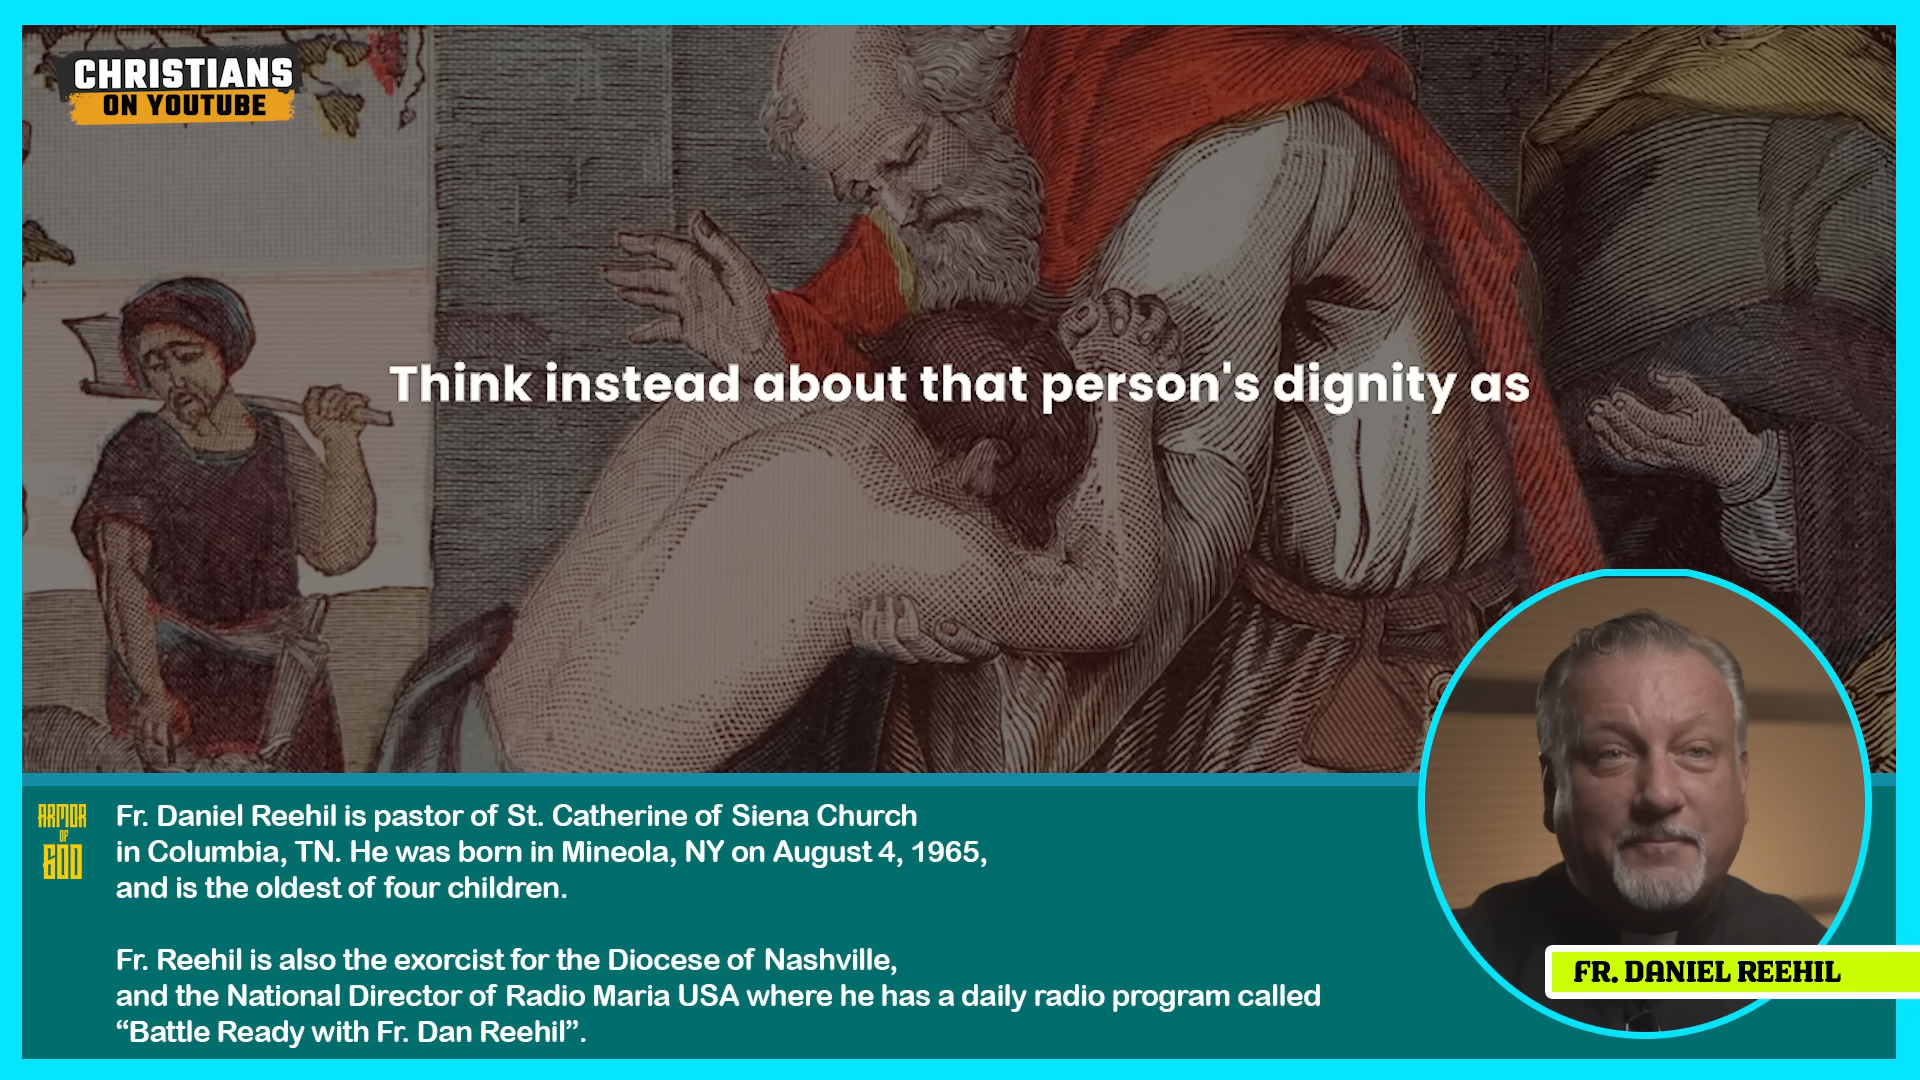 CHRISTIANS
ON YOUTUBE
Think instead about that person's dignity as
ARMOR
OF
GOD
Fr. Daniel Reehil is pastor of St. Catherine of Siena Church
in Columbia, TN. He was born in Mineola, NY on August 4, 1965,
and is the oldest of four children.
Fr. Reehil is also the exorcist for the Diocese of Nashville,
and the National Director of Radio Maria USA where he has a daily radio program called
“Battle Ready with Fr. Dan Reehil”.
FR. DANIEL REEHIL